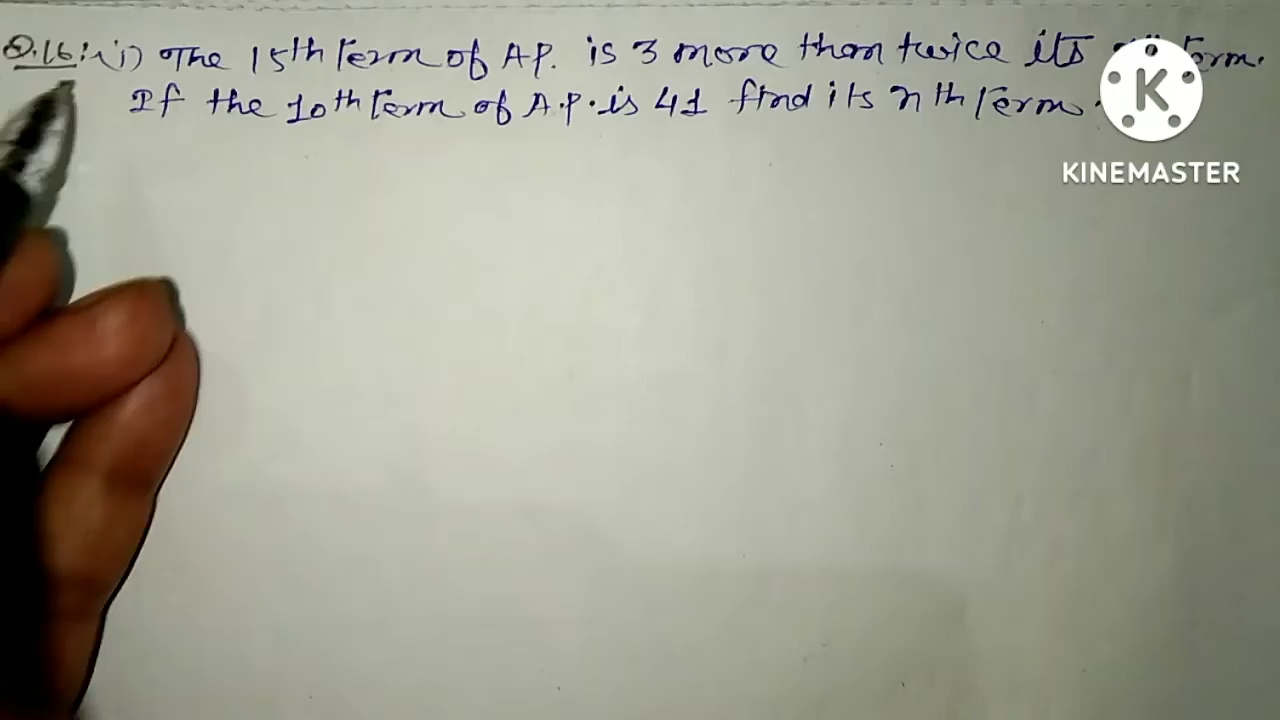 Q.16:(i) The 15th term of A.P. is 3 more than twice its term.
If the 10th term of A.P. is 41 find its nth term.
K
KINEMASTER